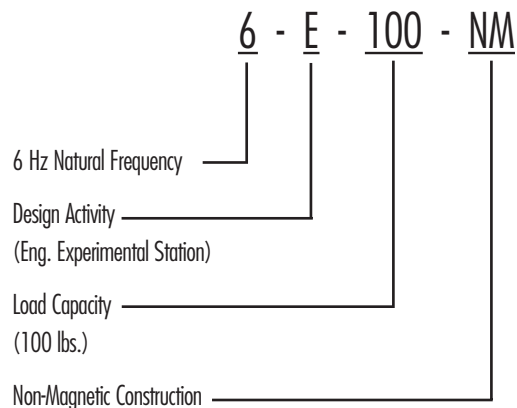 6 - E - 100 - NM
6 Hz Natural Frequency
Design Activity
(Eng. Experimental Station)
Load Capacity
(100 lbs.)
Non-Magnetic Construction